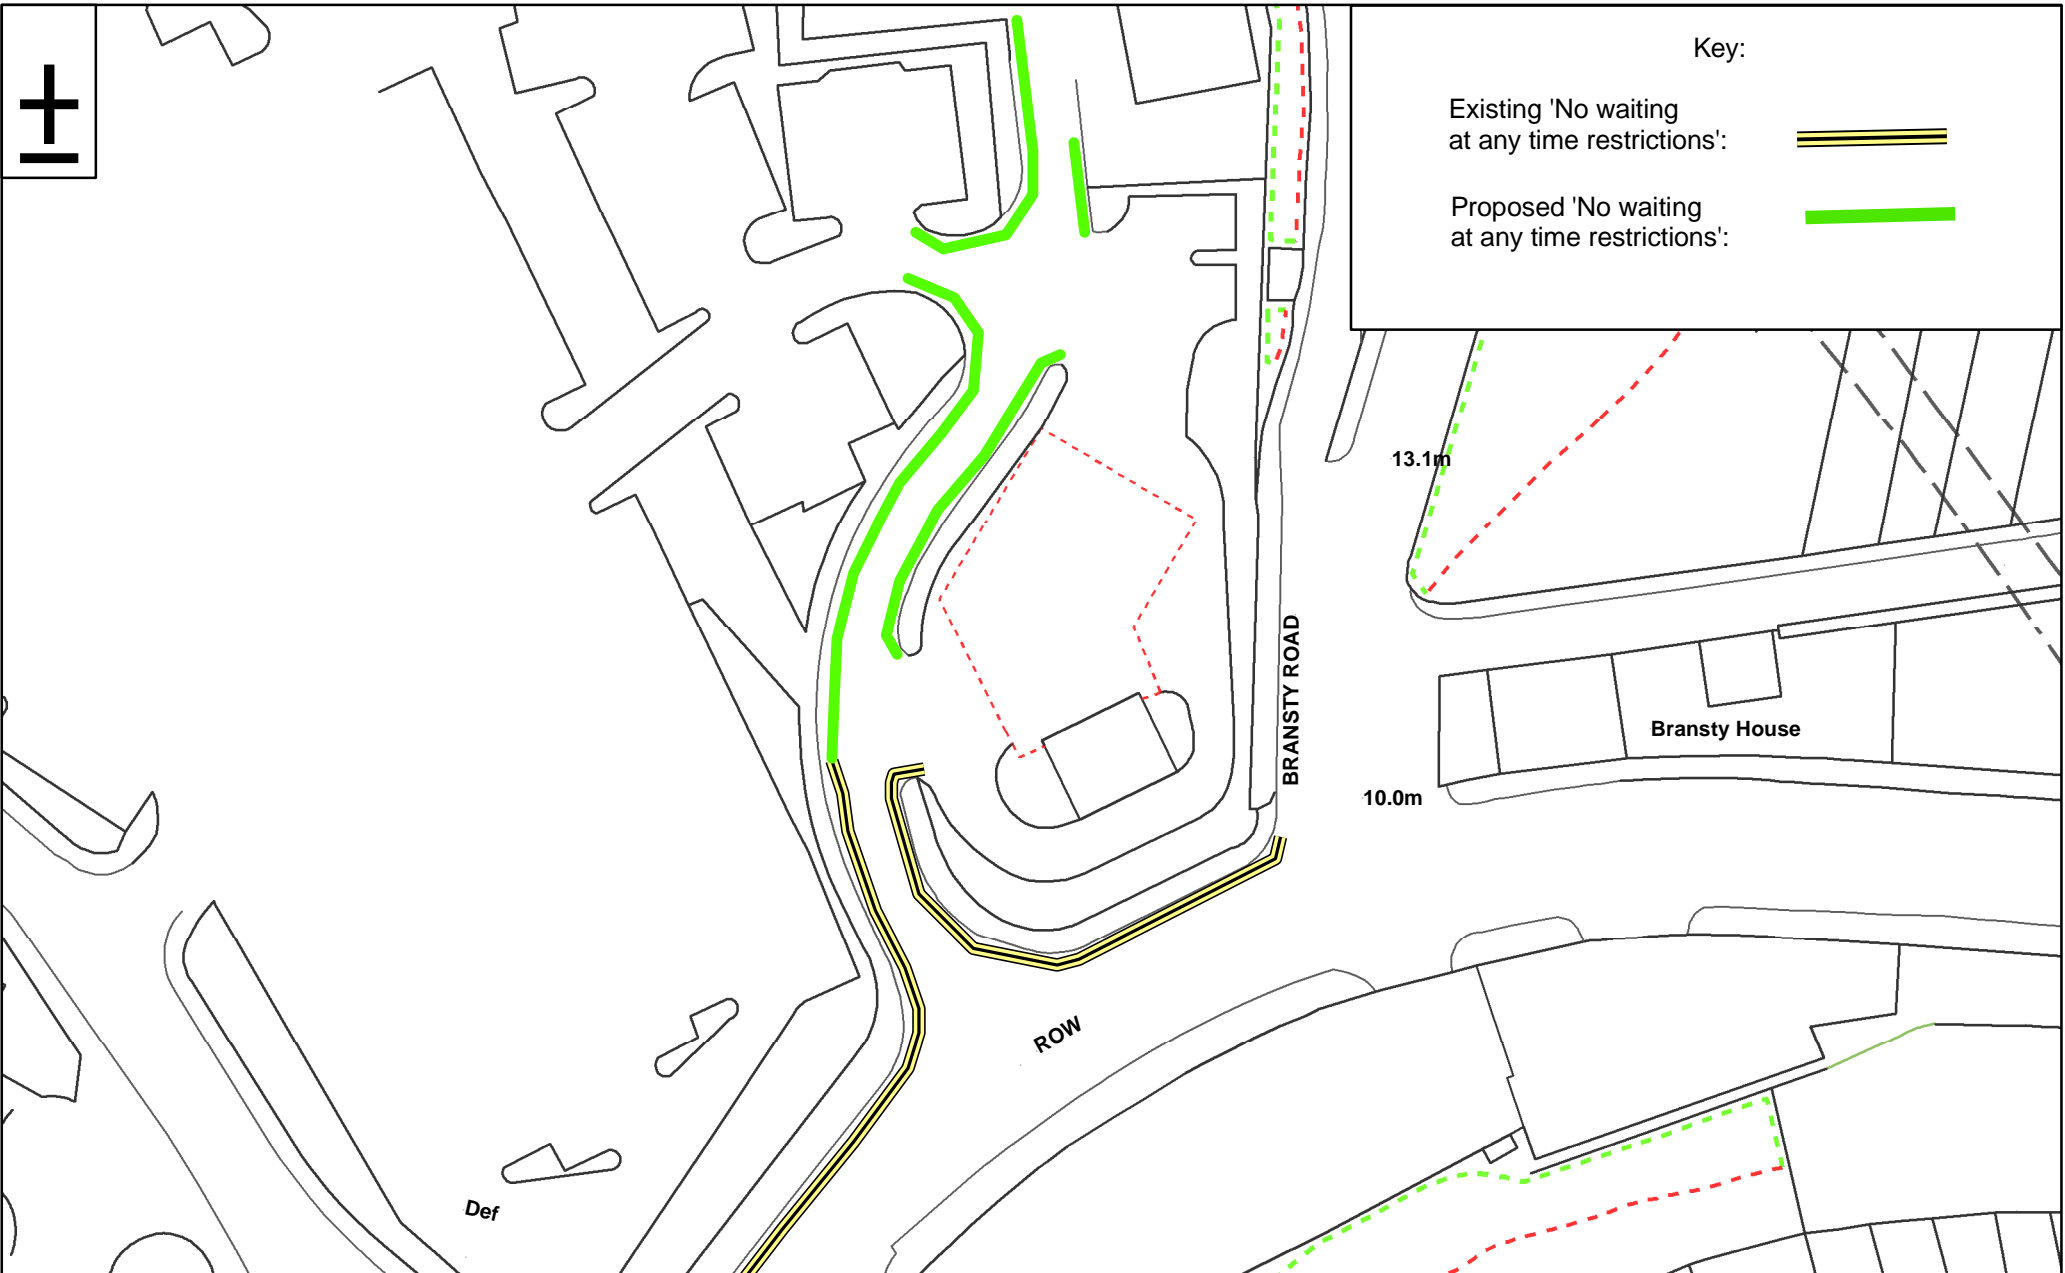 Key:
Existing 'No waiting
at any time restrictions':
Proposed 'No waiting
at any time restrictions':
13.1m
BRANSTY ROAD
Bransty House
10.0m
ROW
Def